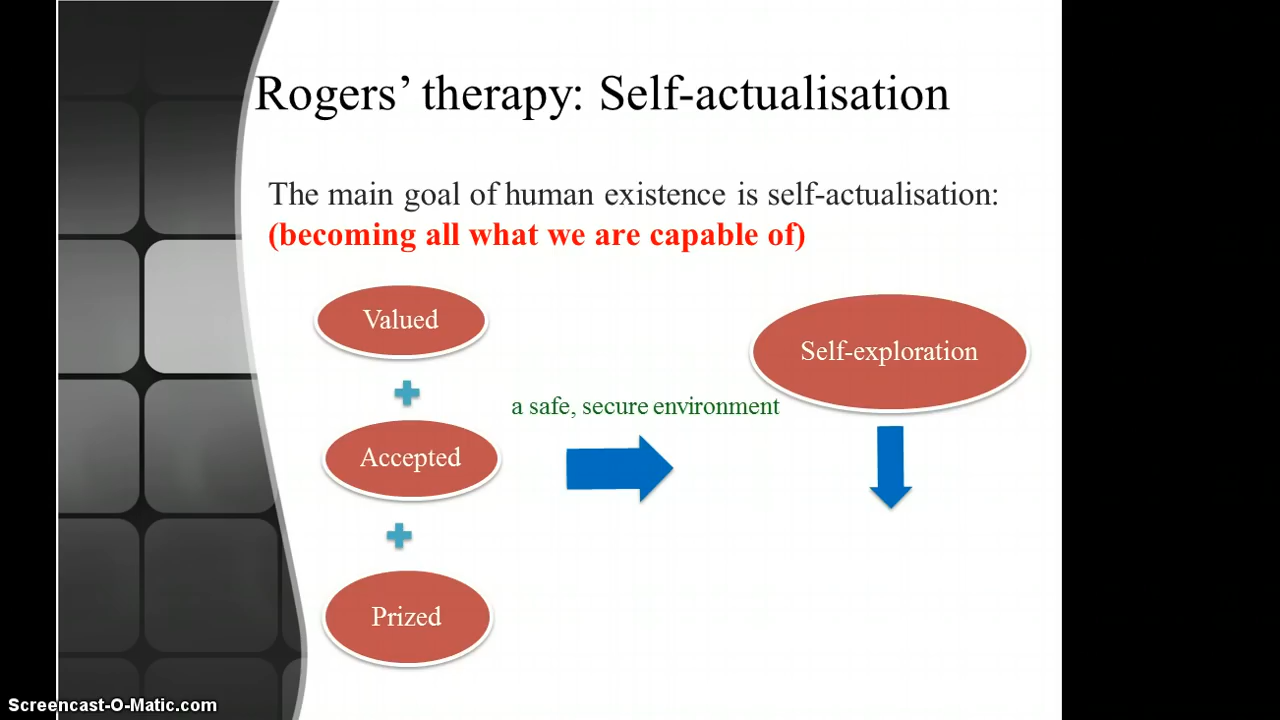 Rogers’ therapy: Self-actualisation
The main goal of human existence is self-actualisation:
(becoming all what we are capable of)
Valued
Self-exploration
a safe, secure environment
Accepted
Prized
Screencast-O-Matic.com